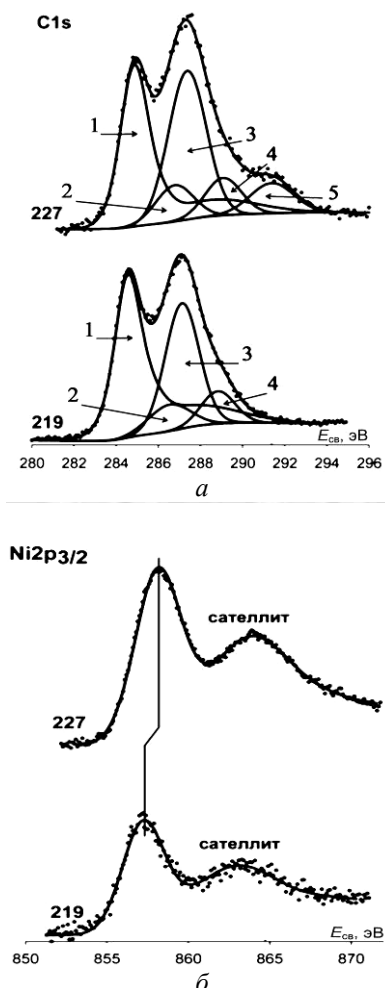 C1s
1
3
4
2
5
227
1
3
4
2
219
Eсв, эВ
280 282 284 286 288 290 292 294 296
а
Ni2p3/2
сателлит
227
сателлит
219
Eсв, эВ
850 855 860 865 870
б